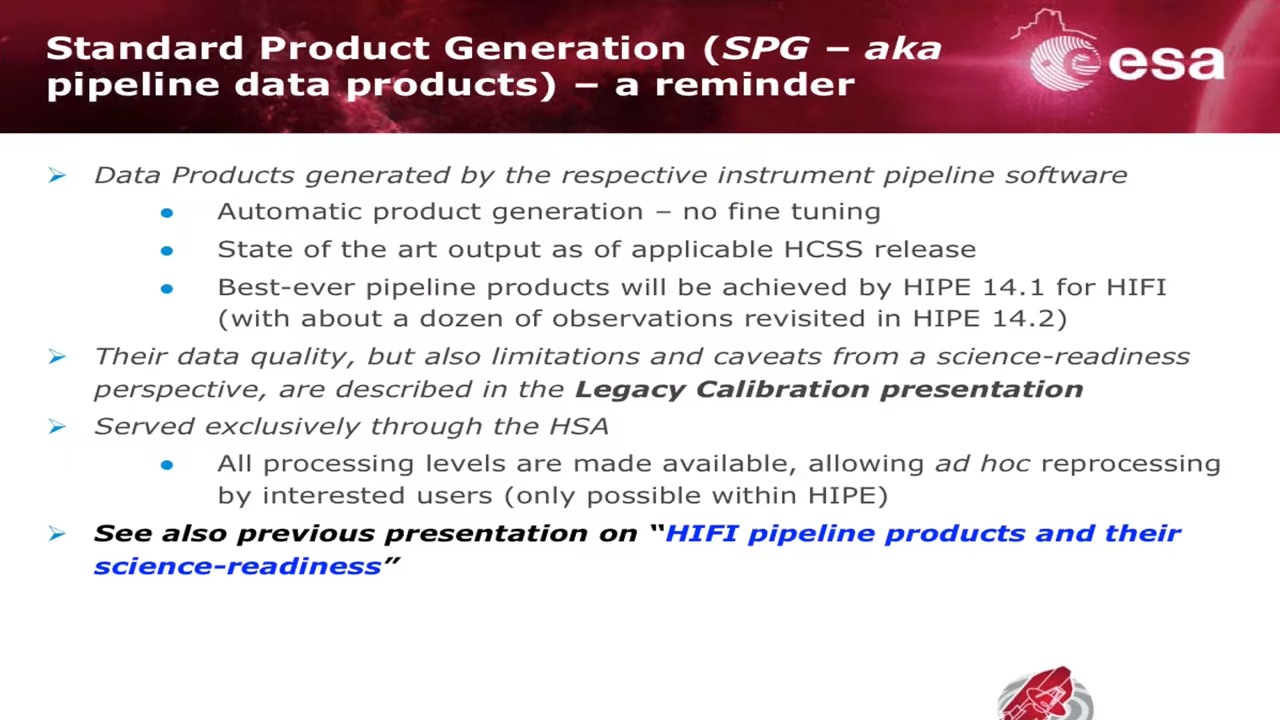 Standard Product Generation (SPG – aka
pipeline data products) – a reminder
esa
Data Products generated by the respective instrument pipeline software
Automatic product generation – no fine tuning
State of the art output as of applicable HCSS release
Best-ever pipeline products will be achieved by HIPE 14.1 for HIFI
(with about a dozen of observations revisited in HIPE 14.2)
Their data quality, but also limitations and caveats from a science-readiness
perspective, are described in the Legacy Calibration presentation
Served exclusively through the HSA
All processing levels are made available, allowing ad hoc reprocessing
by interested users (only possible within HIPE)
See also previous presentation on “HIFI pipeline products and their
science-readiness”